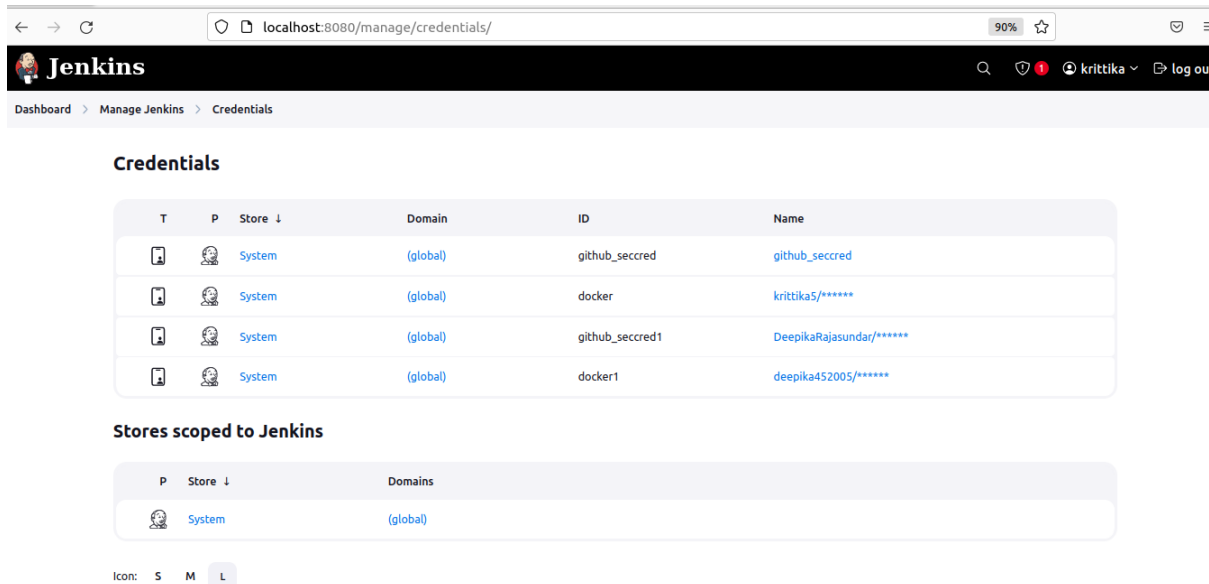 localhost:8080/manage/credentials/ 90%
Jenkins 1 krittika log ou
Dashboard > Manage Jenkins > Credentials
Credentials
T P Store ↓ Domain ID Name
System (global) github_seccred github_seccred
System (global) docker krittika5/******
System (global) github_seccred1 DeepikaRajasundar/******
System (global) docker1 deepika452005/******
Stores scoped to Jenkins
P Store ↓ Domains
System (global)
Icon: S M L